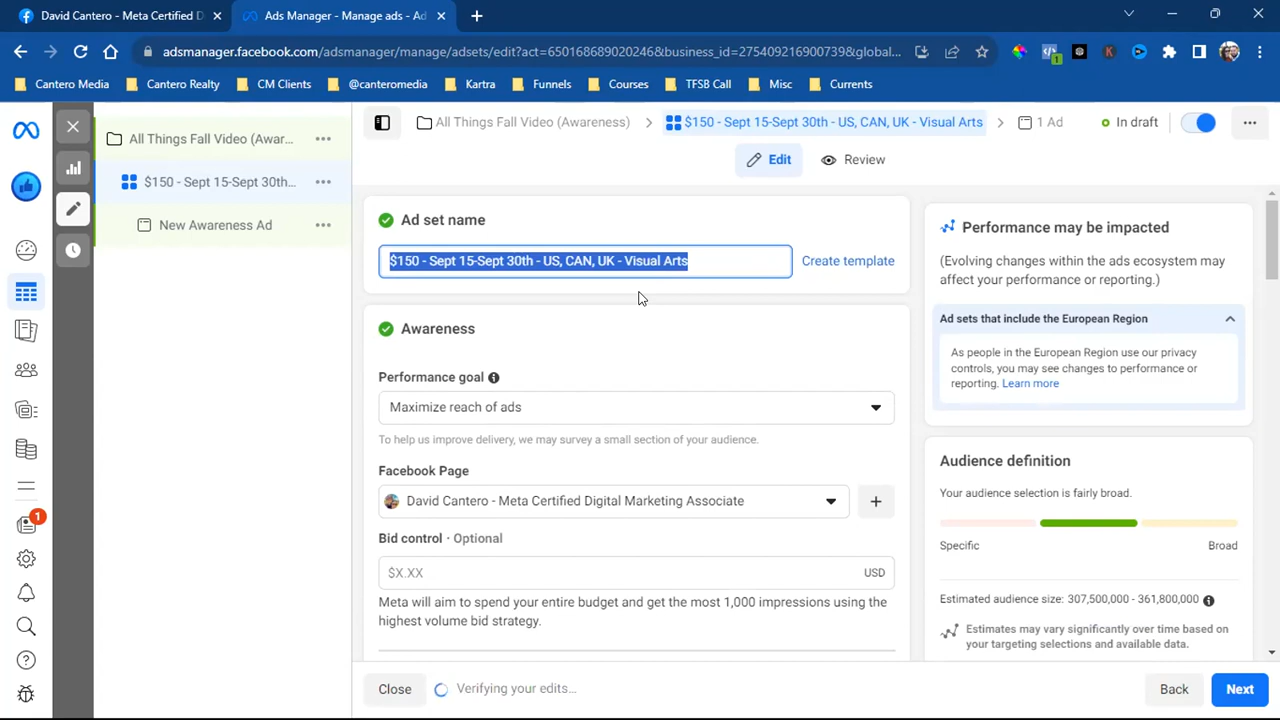 David Cantero - Meta Certified D
Ads Manager - Manage ads - Ad
adsmanager.facebook.com/adsmanager/manage/adsets/edit?act=650168689020246&business_id=2754092169007739&global...
Cantero Media
Cantero Realty
CM Clients
@canteromedia
Kartra
Funnels
Courses
TFSB Call
Misc
Currents
All Things Fall Video (Awar...
$150 - Sept 15-Sept 30th...
New Awareness Ad
All Things Fall Video (Awareness)
$150 - Sept 15-Sept 30th - US, CAN, UK - Visual Arts
1 Ad
In draft
Edit
Review
Ad set name
$150 - Sept 15-Sept 30th - US, CAN, UK - Visual Arts
Create template
Awareness
Performance goal
Maximize reach of ads
To help us improve delivery, we may survey a small section of your audience.
Facebook Page
David Cantero - Meta Certified Digital Marketing Associate
Bid control · Optional
$X.XX
USD
Meta will aim to spend your entire budget and get the most 1,000 impressions using the
highest volume bid strategy.
Performance may be impacted
(Evolving changes within the ads ecosystem may
affect your performance or reporting.)
Ad sets that include the European Region
As people in the European Region use our privacy
controls, you may see changes to performance or
reporting. Learn more
Audience definition
Your audience selection is fairly broad.
Specific
Broad
Estimated audience size: 307,500,000 - 361,800,000
Estimates may vary significantly over time based on
your targeting selections and available data.
1
Close
Verifying your edits...
Back
Next